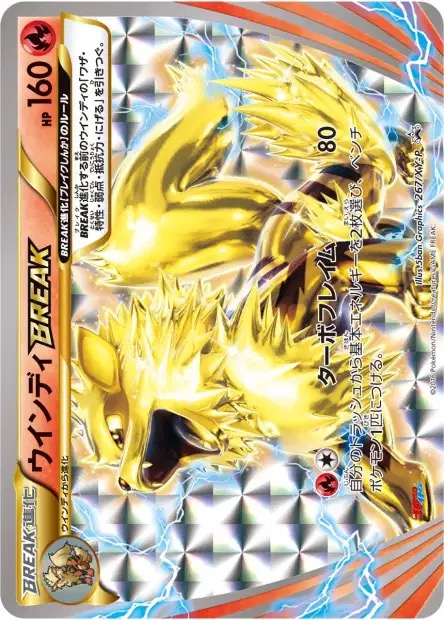 BREAK進化
ウインディBREAK
HP 160
ウインディから進化
BREAK進化【ブレイクしんか】のルール
BREAK進化する前のウインディの「ワザ・
特性・弱点・抵抗力・にげる」を引きつぐ。
ターボフレイム 80
自分のトラッシュから基本エネルギーを2枚選び、ベンチ
ポケモン1匹につける。
Illus. 5ban Graphics 267/XY-P